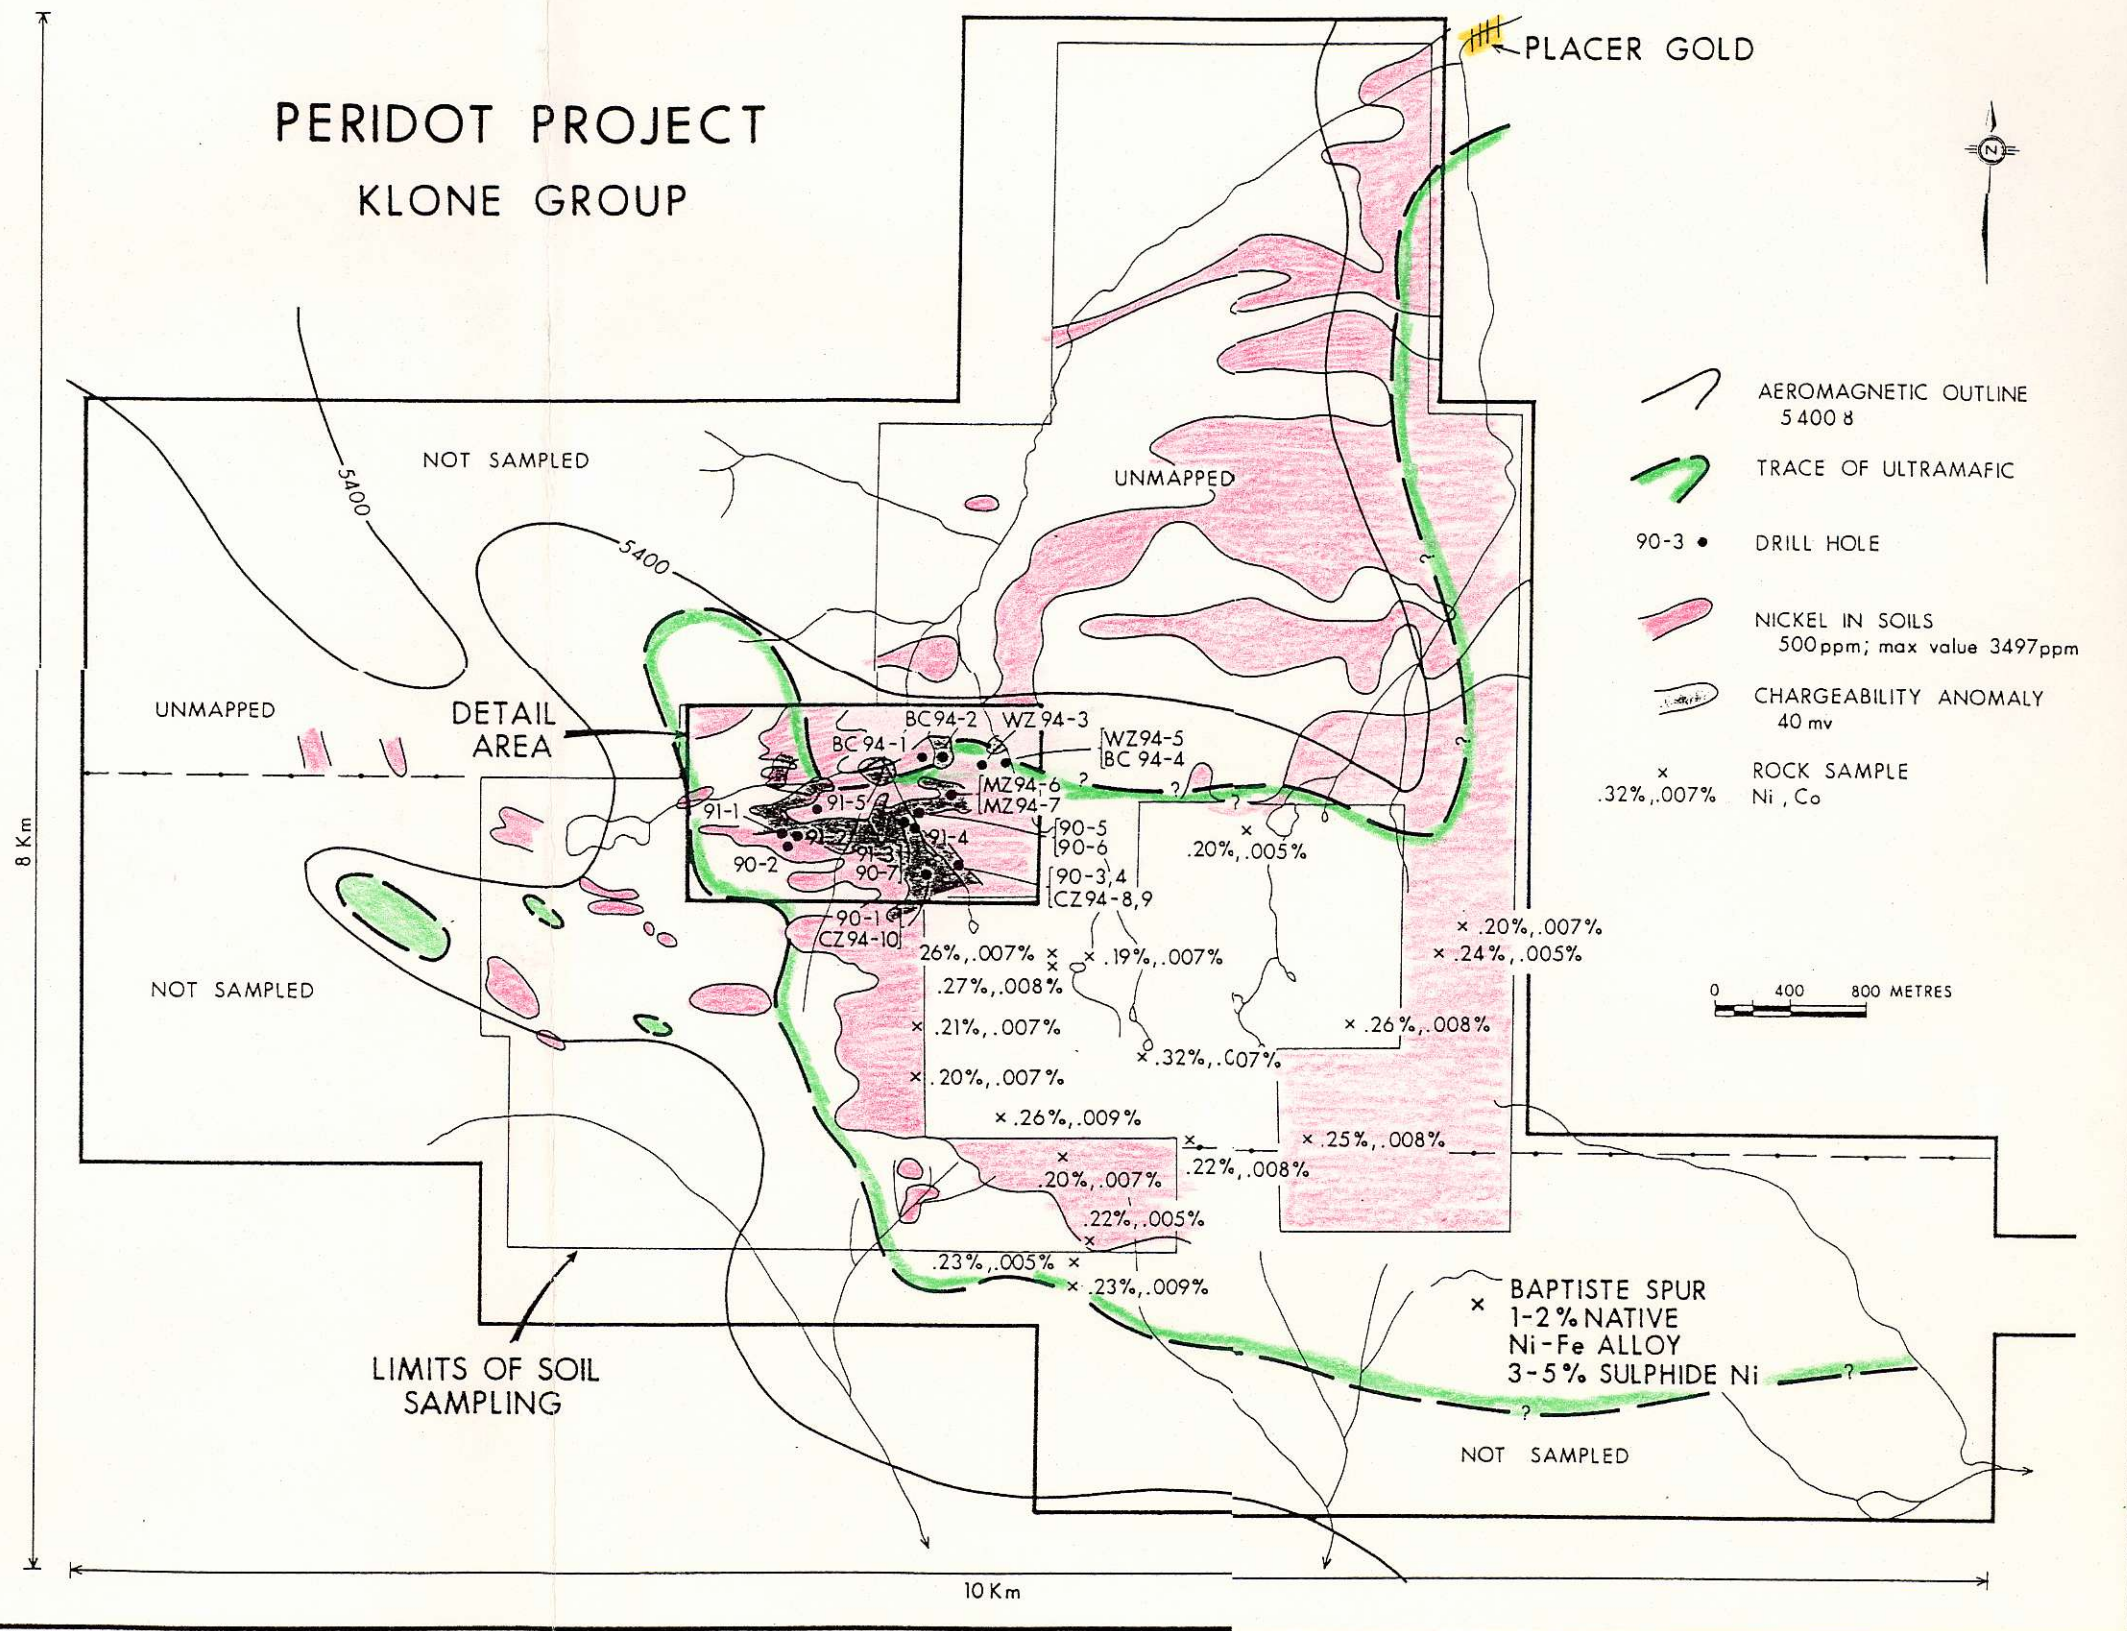 PLACER GOLD
PERIDOT PROJECT
KLONE GROUP
N
AEROMAGNETIC OUTLINE
5400 8
NOT SAMPLED
UNMAPPED
TRACE OF ULTRAMAFIC
5400
5400
90-3
DRILL HOLE
?
NICKEL IN SOILS
500ppm; max value 3497ppm
UNMAPPED
DETAIL
AREA
BC94-2
WZ94-3
CHARGEABILITY ANOMALY
40 mv
BC94-1
WZ94-5
BC94-4
?
ROCK SAMPLE
Ni, Co
x
.32%,.007%
?
?
?
MZ94-6
MZ94-7
91-1
91-5
90-5
90-6
91-2
91-4
91-3
90-2
90-7
90-3,4
CZ94-8,9
8 Km
x
.20%,.005%
90-1
CZ94-10
x .20%,.007%
x .24%,.005%
26%,.007% x
x .19%,.007%
x
.27%,.008%
NOT SAMPLED
0 400 800 METRES
x .21%,.007%
x .26%,.008%
x .32%,.C07%
x .20%,.007%
x .26%,.009%
x
.22%,.008%
x .25%,.008%
x
.20%,.007%
.22%,.005%
x
.23%,.005% x
x .23%,.009%
x
BAPTISTE SPUR
1-2% NATIVE
Ni-Fe ALLOY
3-5% SULPHIDE Ni
?
?
LIMITS OF SOIL
SAMPLING
NOT SAMPLED
10 Km